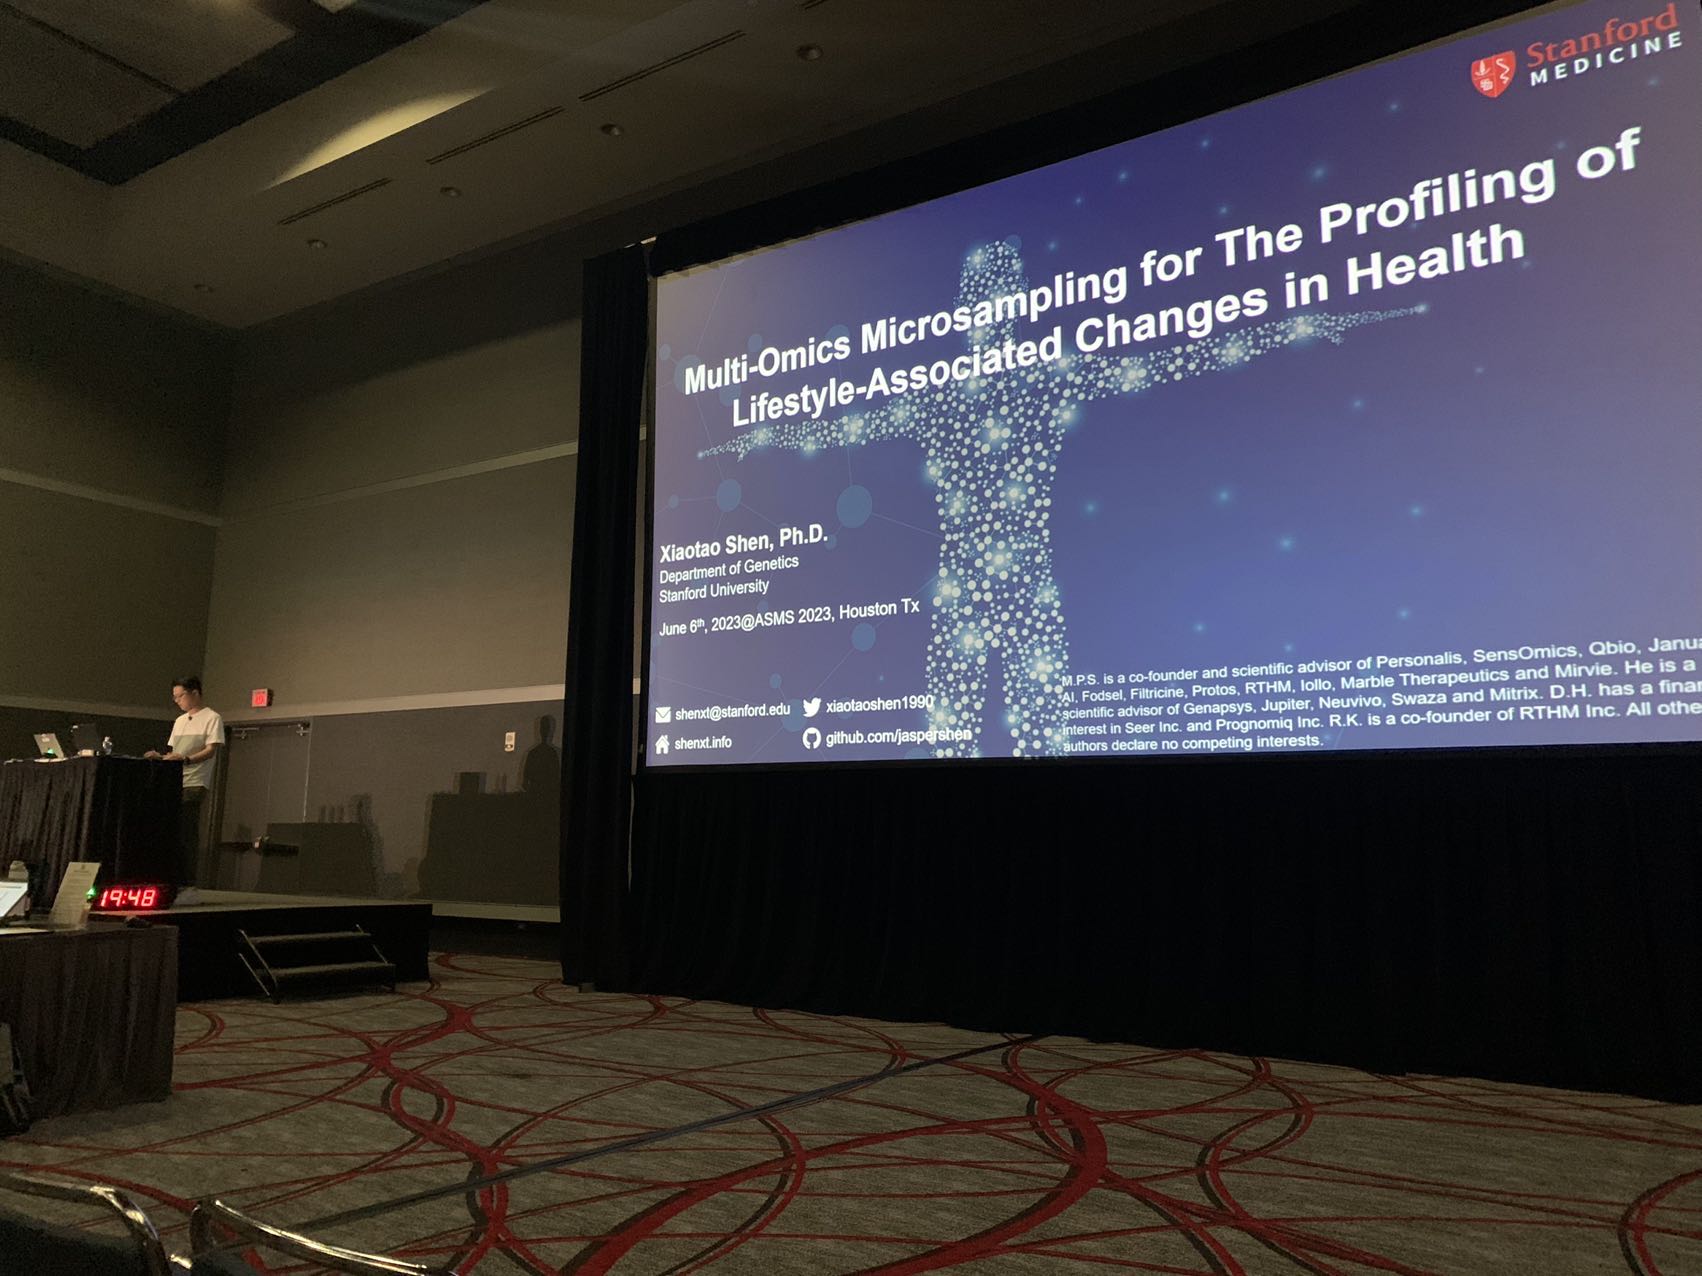 Stanford
MEDICINE
Multi-Omics Microsampling for The Profiling of
Lifestyle-Associated Changes in Health
Xiaotao Shen, Ph.D.
Department of Genetics
Stanford University
June 6th, 2023@ASMS 2023, Houston Tx
shenxt@stanford.edu
xiaotaoshen1990
shenxt.info
github.com/jaspershen
M.P.S. is a co-founder and scientific advisor of Personalis, SensOmics, Qbio, Janu
AI, Fodsel, Filtricine, Protos, RTHM, Iollo, Marble Therapeutics and Mirvie. He is a
scientific advisor of Genapsys, Jupiter, Neuvivo, Swaza and Mitrix. D.H. has a finan
interest in Seer Inc. and Prognomiq Inc. R.K. is a co-founder of RTHM Inc. All othe
authors declare no competing interests.
19:48